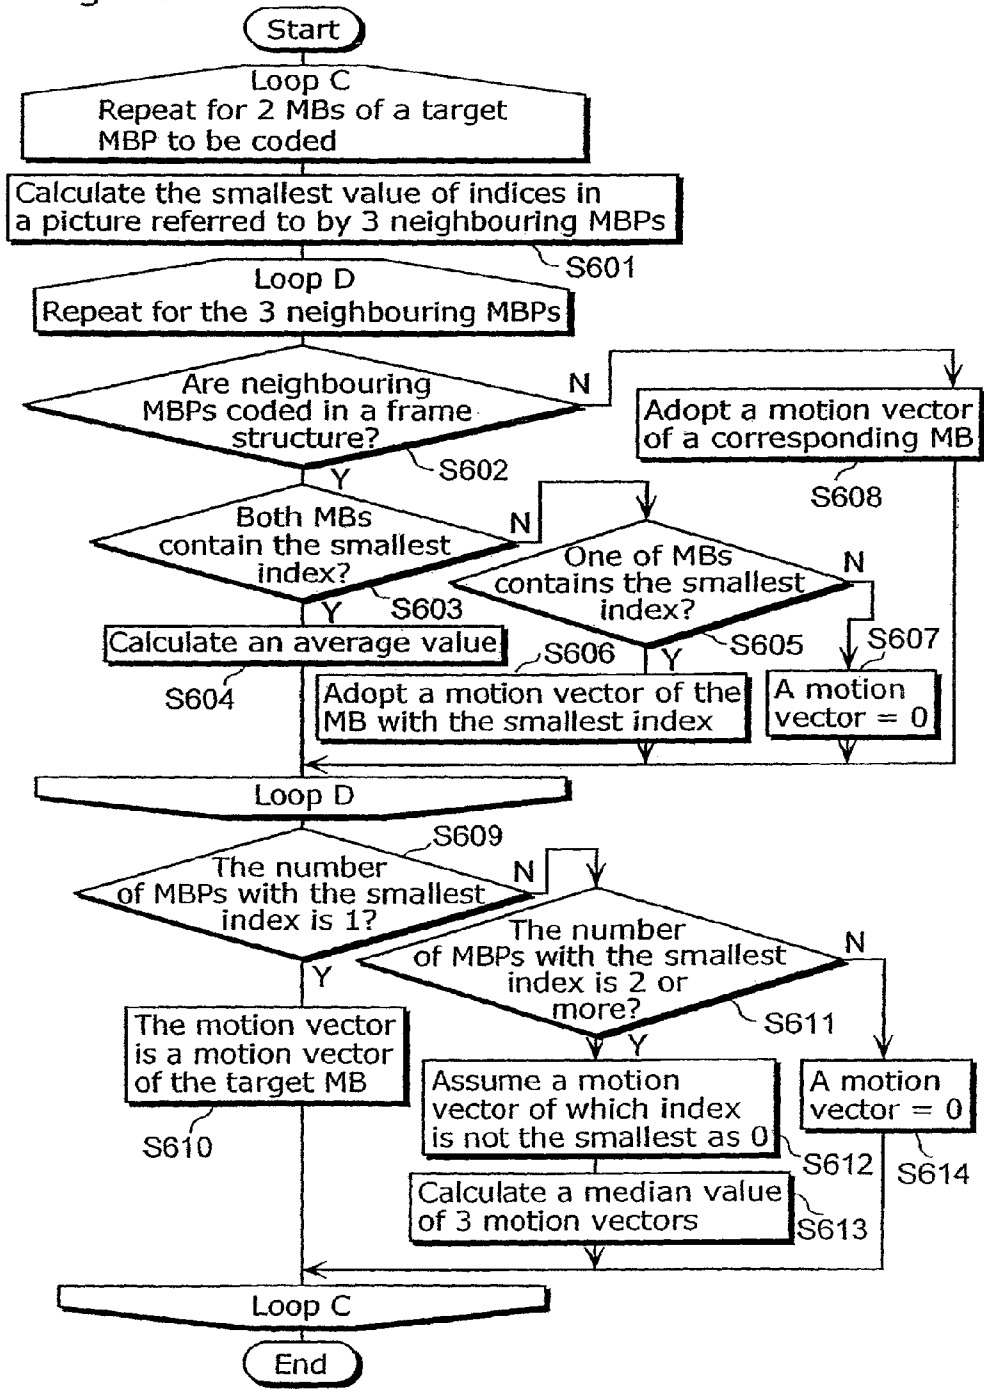 Start
Loop C
Repeat for 2 MBs of a target
MBP to be coded
Calculate the smallest value of indices in
a picture referred to by 3 neighbouring MBPs
S601
Loop D
Repeat for the 3 neighbouring MBPs
Are neighbouring
MBPs coded in a frame
structure?
N
S602
Y
Adopt a motion vector
of a corresponding MB
S608
Both MBs
contain the smallest
index?
N
S603
Y
One of MBs
contains the smallest
index?
N
S605
Y
Calculate an average value
S604
S606
Adopt a motion vector of the
MB with the smallest index
S607
A motion
vector = 0
Loop D
S609
The number
of MBPs with the smallest
index is 1?
N
Y
The number
of MBPs with the smallest
index is 2 or
more?
N
S611
Y
The motion vector
is a motion vector
of the target MB
S610
Assume a motion
vector of which index
is not the smallest as 0
S612
A motion
vector = 0
S614
Calculate a median value
of 3 motion vectors
S613
Loop C
End